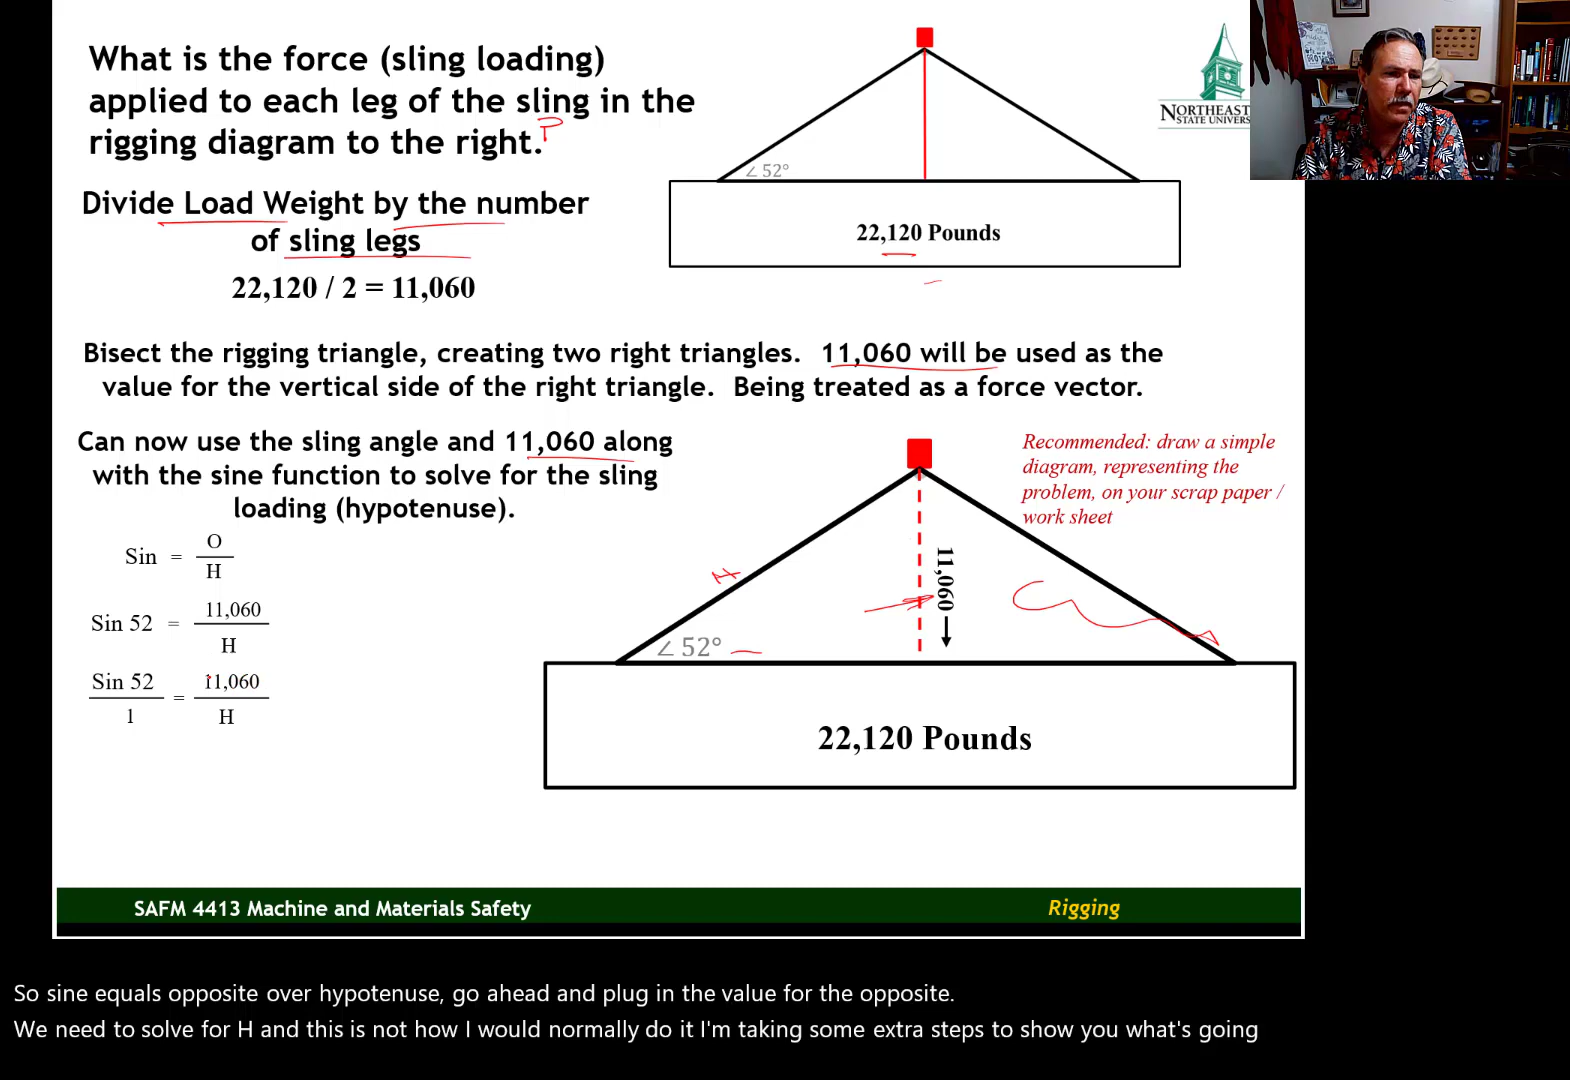 What is the force (sling loading)
applied to each leg of the sling in the
rigging diagram to the right.
?
Divide Load Weight by the number
of sling legs
22,120 / 2 = 11,060
∠ 52°
22,120 Pounds
NORTHEAST
STATE UNIVERS
Bisect the rigging triangle, creating two right triangles. 11,060 will be used as the
value for the vertical side of the right triangle. Being treated as a force vector.
Can now use the sling angle and 11,060 along
with the sine function to solve for the sling
loading (hypotenuse).
Sin = O
H
Sin 52 = 11,060
H
Sin 52 = 11,060
1 H
Recommended: draw a simple
diagram, representing the
problem, on your scrap paper /
work sheet
H
11,060
∠ 52°
22,120 Pounds
SAFM 4413 Machine and Materials Safety
Rigging
So sine equals opposite over hypotenuse, go ahead and plug in the value for the opposite.
We need to solve for H and this is not how I would normally do it I'm taking some extra steps to show you what's going